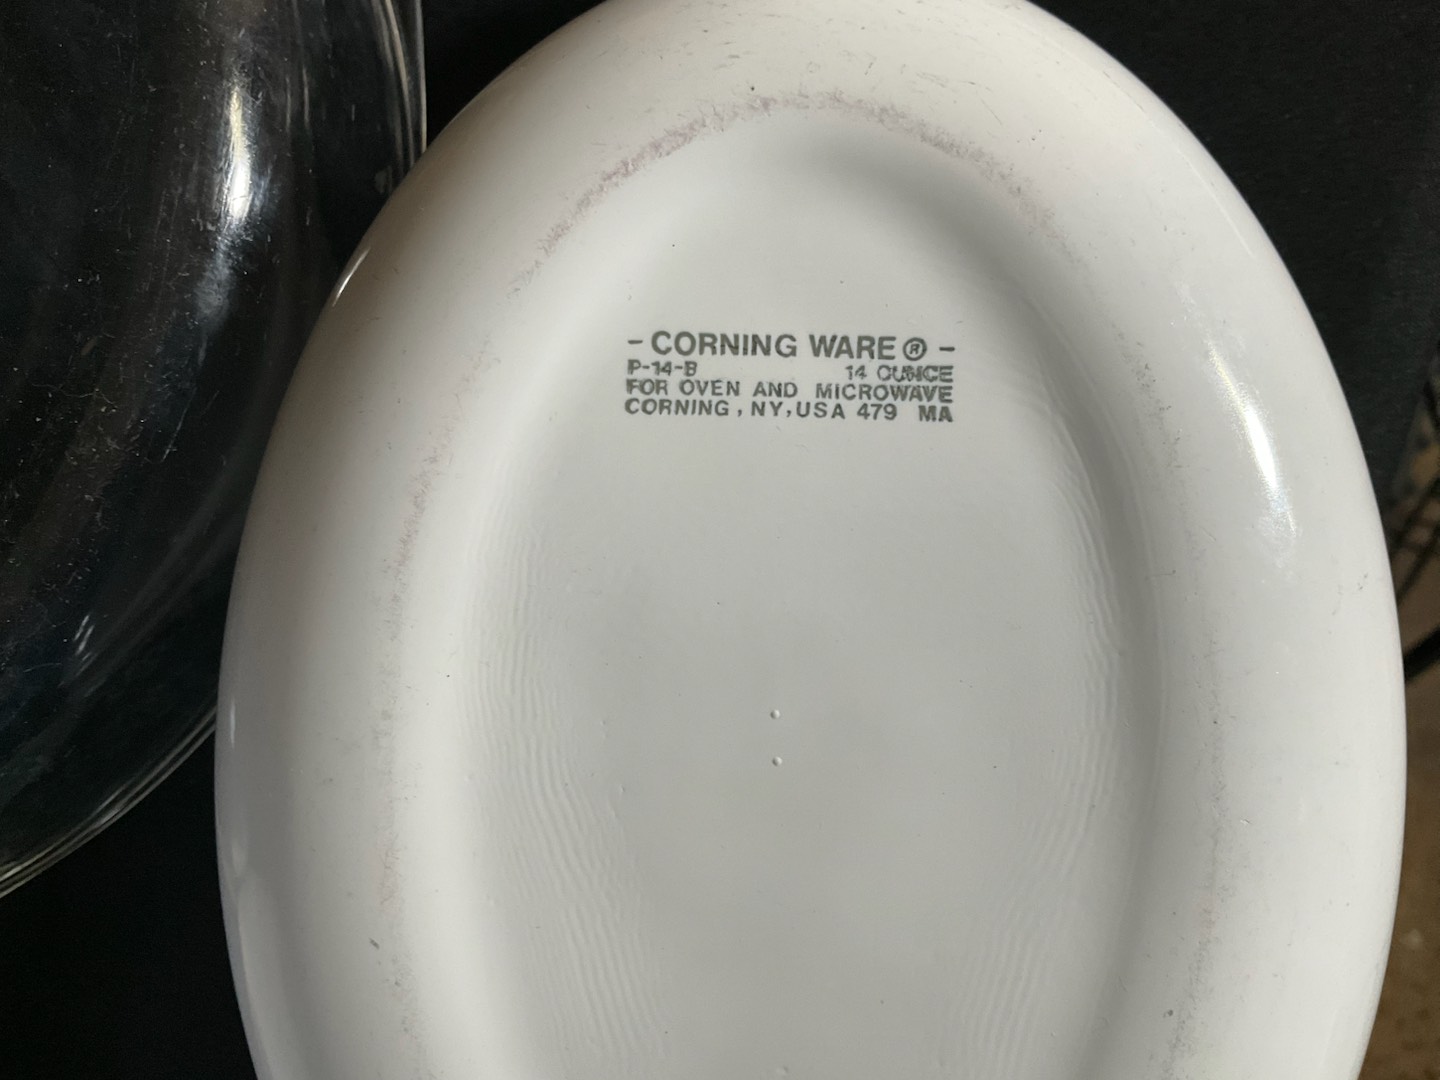 - CORNING WARE ® -
P-14-B 14 OUNCE
FOR OVEN AND MICROWAVE
CORNING, NY, USA 479 MA